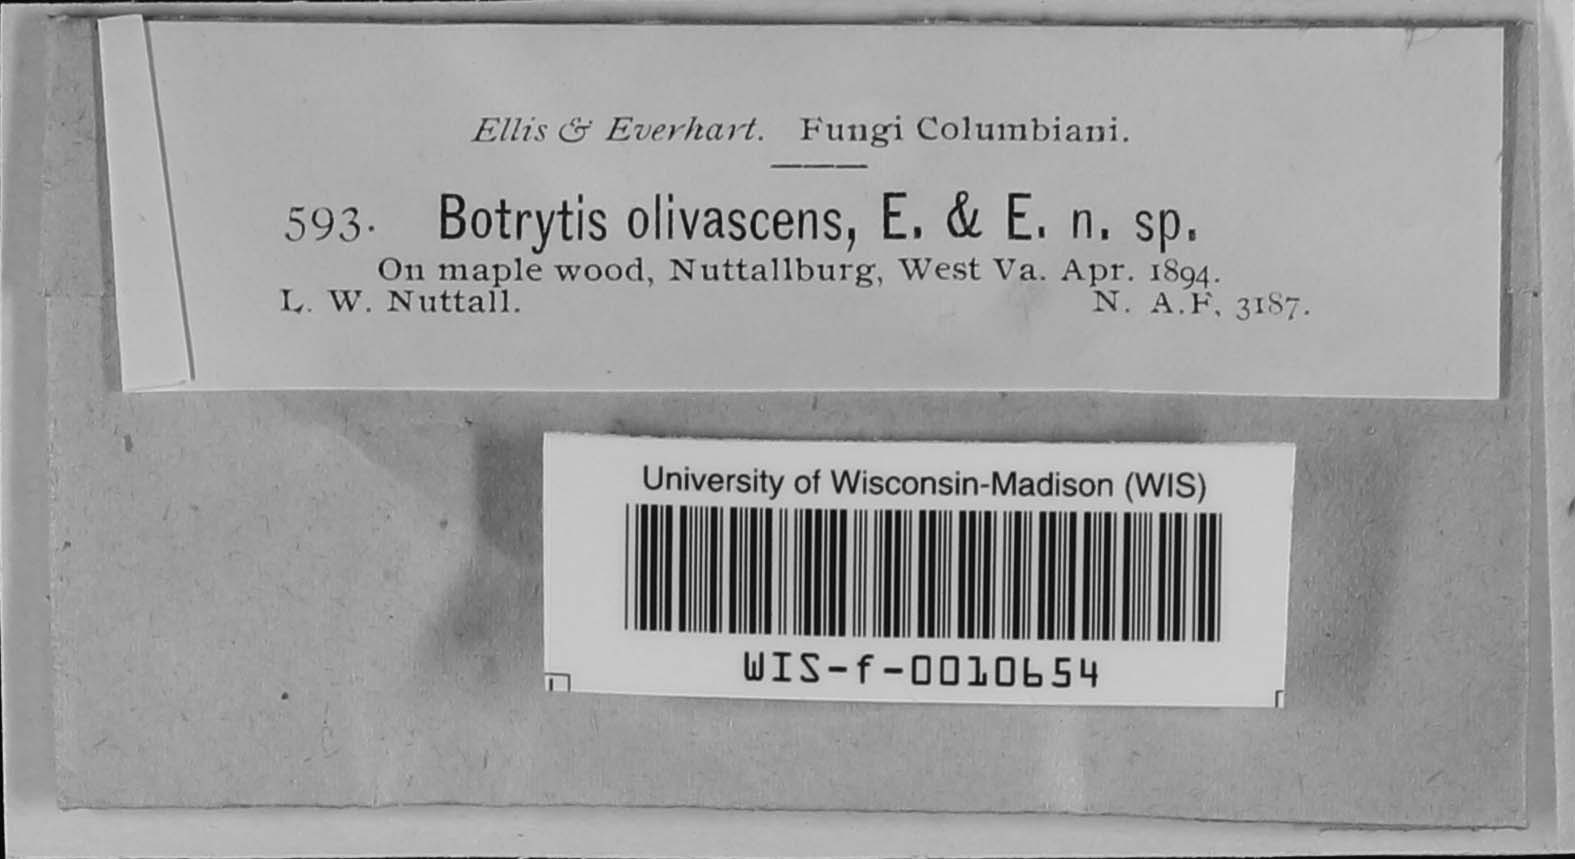 Ellis & Everhart. Fungi Columbiani.
593. Botrytis olivascens, E. & E. n. sp.
On maple wood, Nuttallburg, West Va. Apr. 1894.
L. W. Nuttall. N. A.F, 3187.
University of Wisconsin-Madison (WIS)
WIS-f-0010654